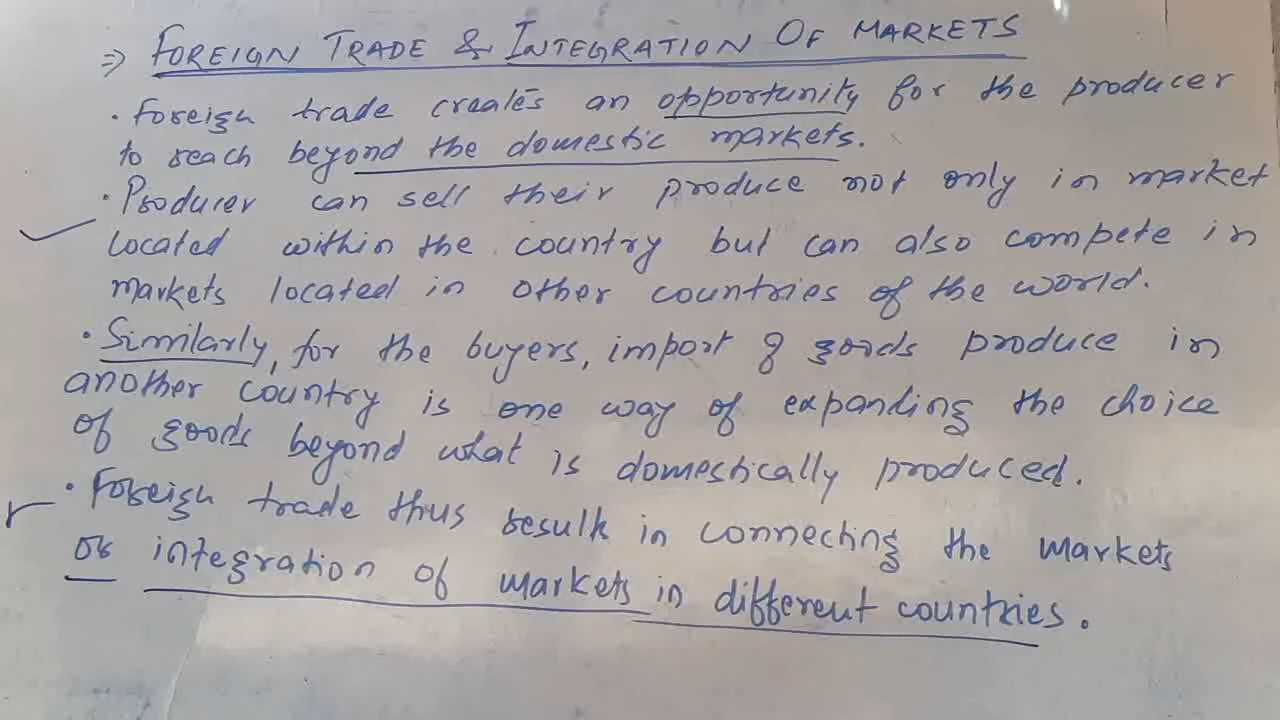 ⇒ FOREIGN TRADE & INTEGRATION OF MARKETS
• Foreign trade creates an opportunity for the producer
to reach beyond the domestic markets.
• Producer can sell their produce not only in market
located within the country but can also compete in
markets located in other countries of the world.
• Similarly, for the buyers, import of goods produce in
another country is one way of expanding the choice
of goods beyond what is domestically produced.
• Foreign trade thus result in connecting the markets
or integration of markets in different countries.